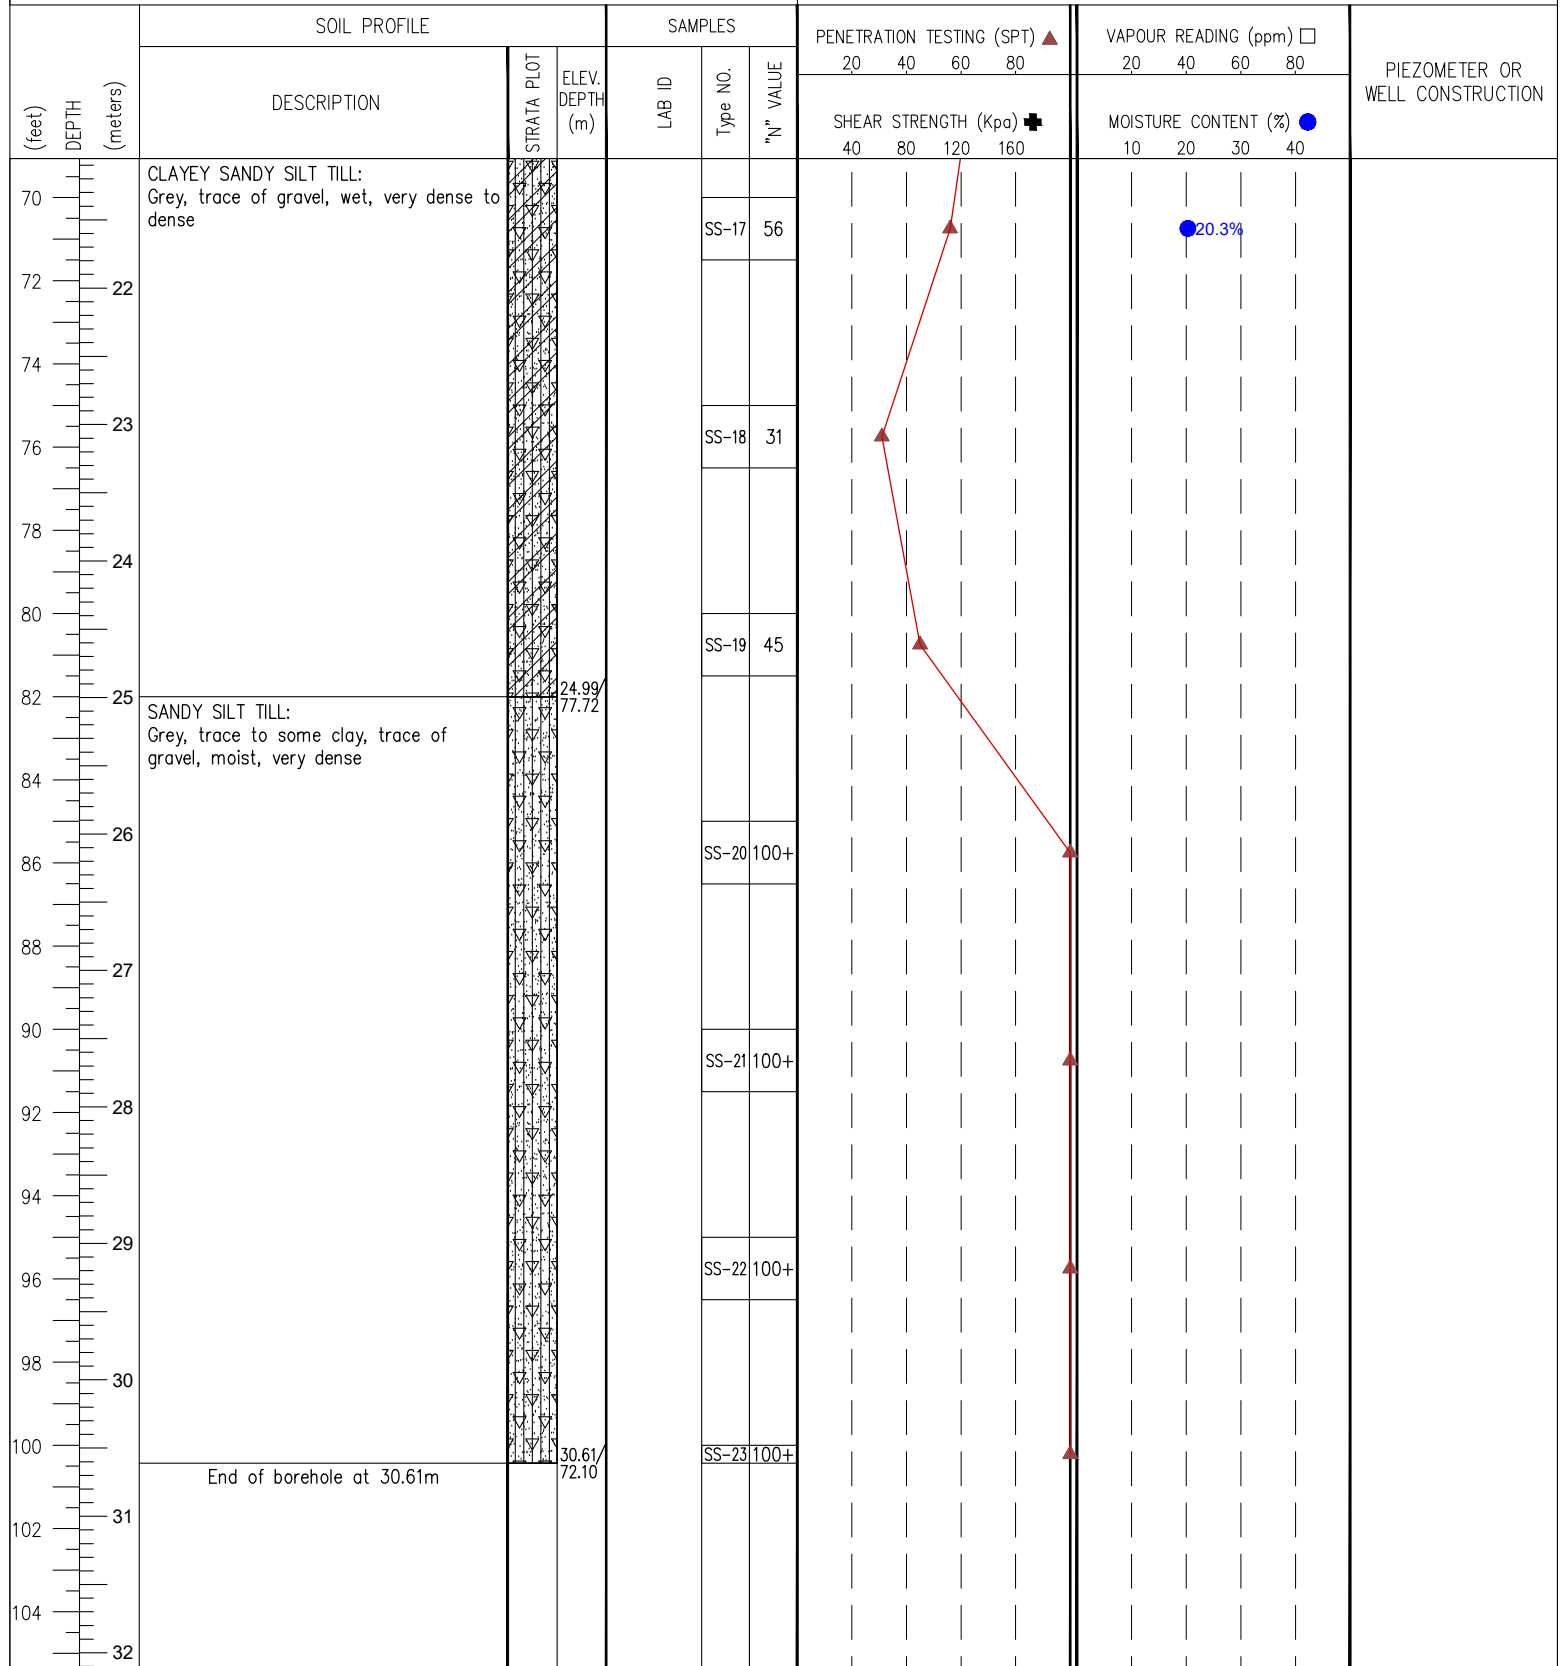 SOIL PROFILE
SAMPLES
PENETRATION TESTING (SPT)
20 40 60 80
VAPOUR READING (ppm)
20 40 60 80
PIEZOMETER OR
WELL CONSTRUCTION
(feet)
DEPTH
(meters)
DESCRIPTION
STRATA PLOT
ELEV.
DEPTH
(m)
LAB ID
Type NO.
"N" VALUE
SHEAR STRENGTH (Kpa)
40 80 120 160
MOISTURE CONTENT (%)
10 20 30 40
CLAYEY SANDY SILT TILL:
Grey, trace of gravel, wet, very dense to
dense
70
SS-17 56
20.3%
72
22
74
23
76
SS-18 31
78
24
80
SS-19 45
82
25
24.99/
77.72
SANDY SILT TILL:
Grey, trace to some clay, trace of
gravel, moist, very dense
84
26
86
SS-20 100+
88
27
90
SS-21 100+
92
28
94
29
96
SS-22 100+
98
30
100
SS-23 100+
30.61/
72.10
End of borehole at 30.61m
31
102
104
32